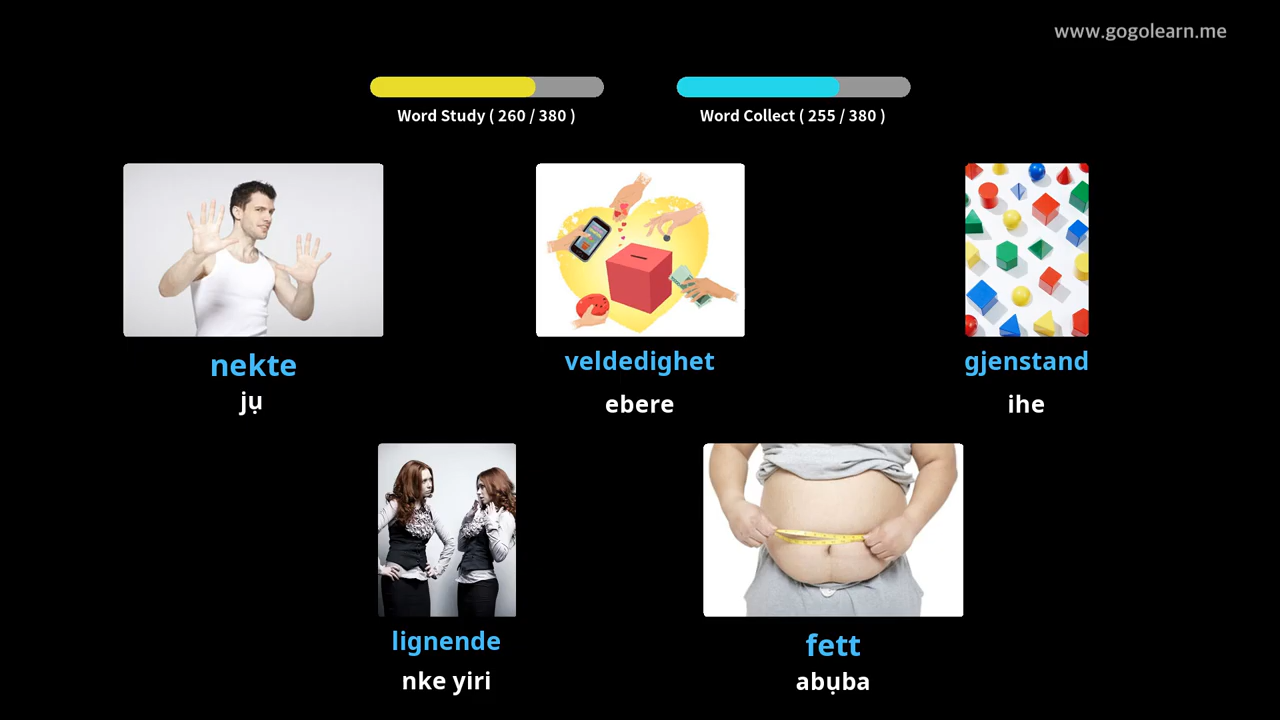 www.gogolearn.me
Word Study ( 260 / 380 )
Word Collect ( 255 / 380 )
nekte
jụ
veldedighet
ebere
gjenstand
ihe
lignende
nke yiri
fett
abụba